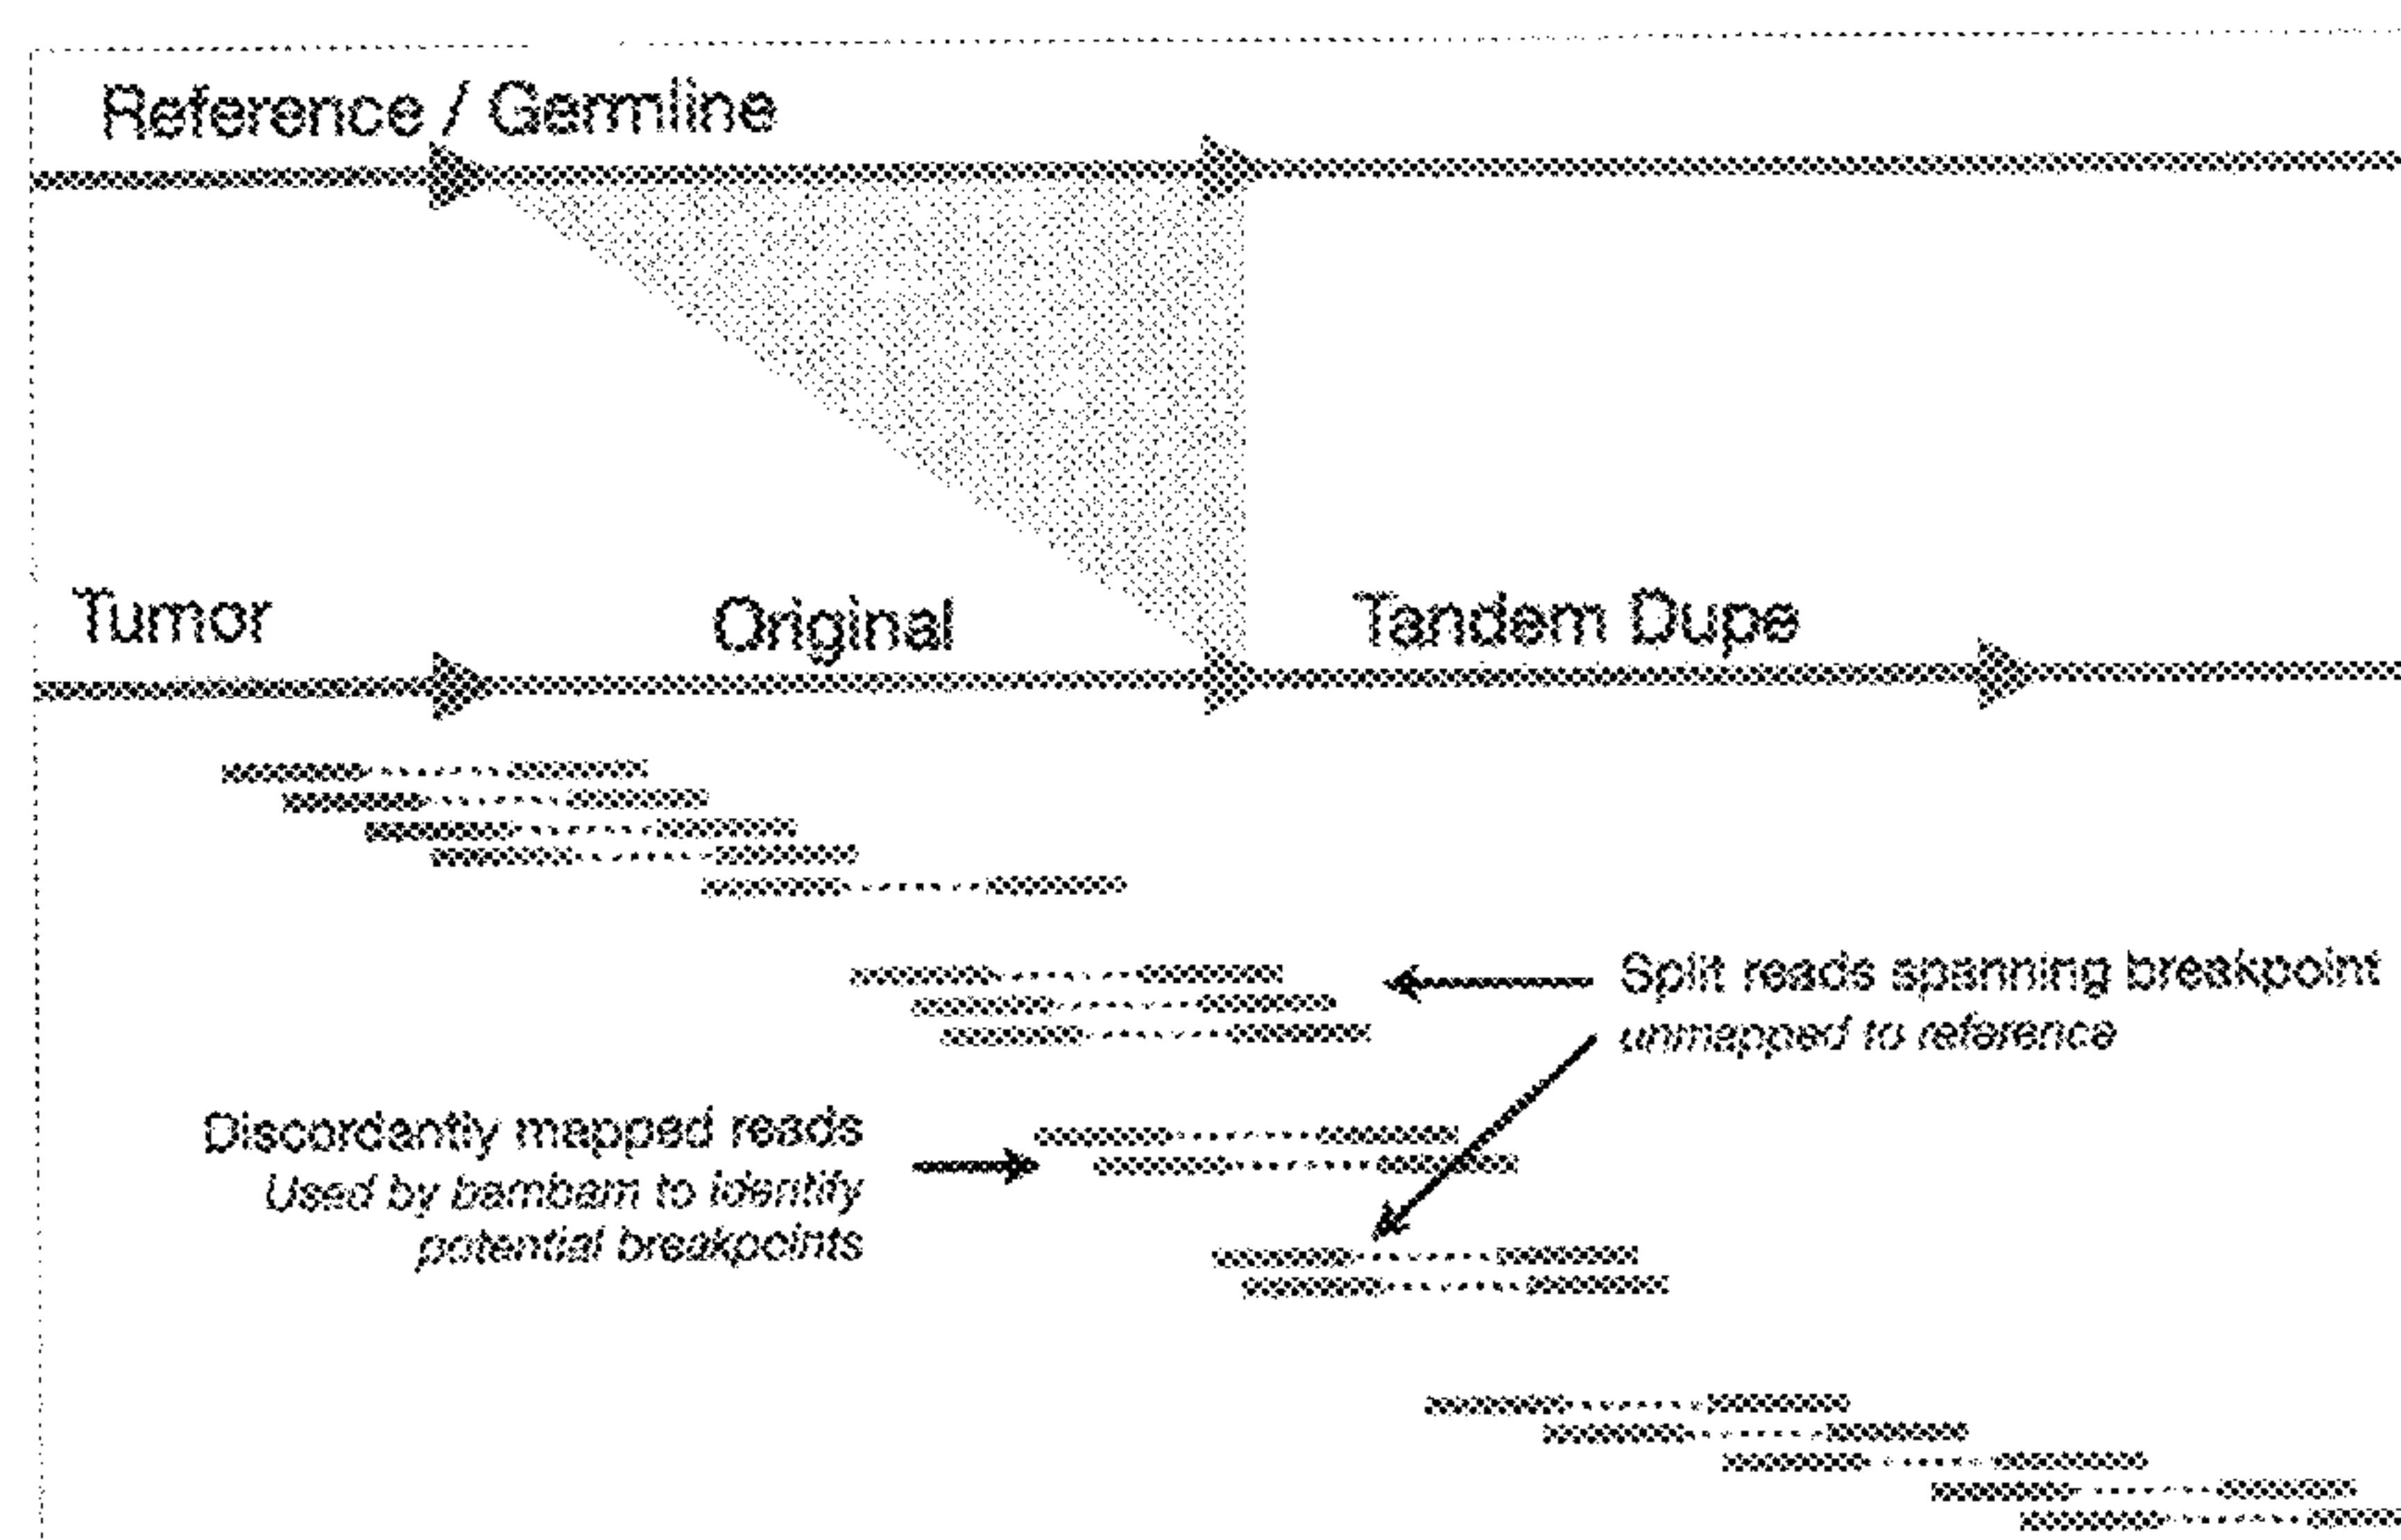 Reference / Germline
Tumor
Original
Tandem Dupe
Split reads spanning breakpoint
unmapped to reference
Discordantly mapped reads
Used by bambam to identify
potential breakpoints